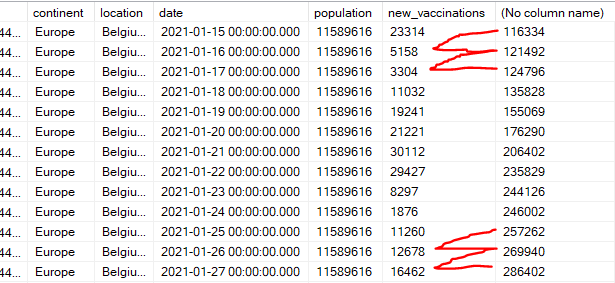 continent location date population new_vaccinations (No column name)
44... Europe Belgiu... 2021-01-15 00:00:00.000 11589616 23314 116334
44... Europe Belgiu... 2021-01-16 00:00:00.000 11589616 5158 121492
44... Europe Belgiu... 2021-01-17 00:00:00.000 11589616 3304 124796
44... Europe Belgiu... 2021-01-18 00:00:00.000 11589616 11032 135828
44... Europe Belgiu... 2021-01-19 00:00:00.000 11589616 19241 155069
44... Europe Belgiu... 2021-01-20 00:00:00.000 11589616 21221 176290
44... Europe Belgiu... 2021-01-21 00:00:00.000 11589616 30112 206402
44... Europe Belgiu... 2021-01-22 00:00:00.000 11589616 29427 235829
44... Europe Belgiu... 2021-01-23 00:00:00.000 11589616 8297 244126
44... Europe Belgiu... 2021-01-24 00:00:00.000 11589616 1876 246002
44... Europe Belgiu... 2021-01-25 00:00:00.000 11589616 11260 257262
44... Europe Belgiu... 2021-01-26 00:00:00.000 11589616 12678 269940
44... Europe Belgiu... 2021-01-27 00:00:00.000 11589616 16462 286402